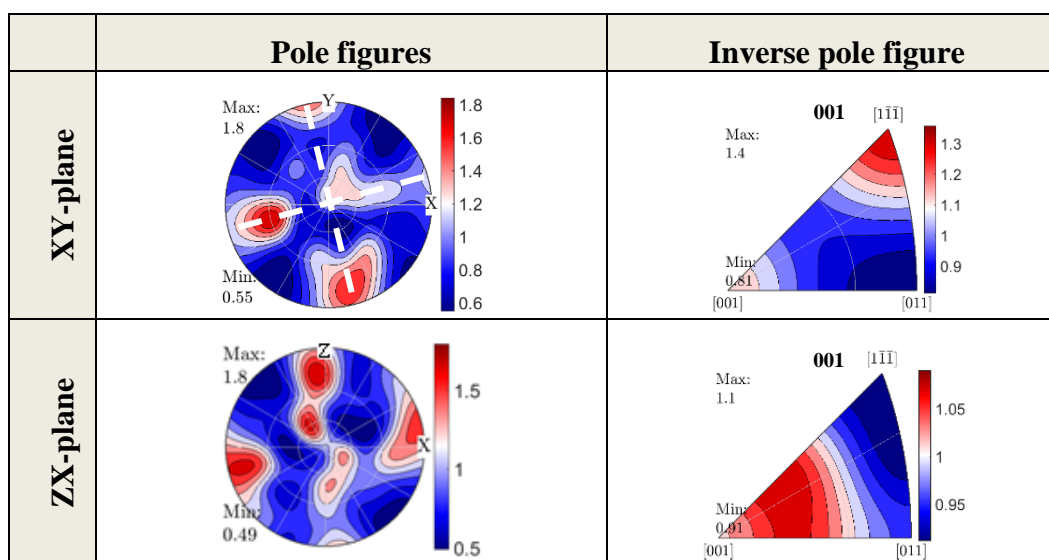 Pole figures
Inverse pole figure
XY-plane
Max:
1.8
Y
X
Min:
0.55
1.8
1.6
1.4
1.2
1
0.8
0.6
001
[11̅1̅]
Max:
1.4
Min:
0.81
[001]
[011]
1.3
1.2
1.1
1
0.9
ZX-plane
Max:
1.8
Z
X
Min:
0.49
1.5
1
0.5
001
[11̅1̅]
Max:
1.1
Min:
0.91
[001]
[011]
1.05
1
0.95